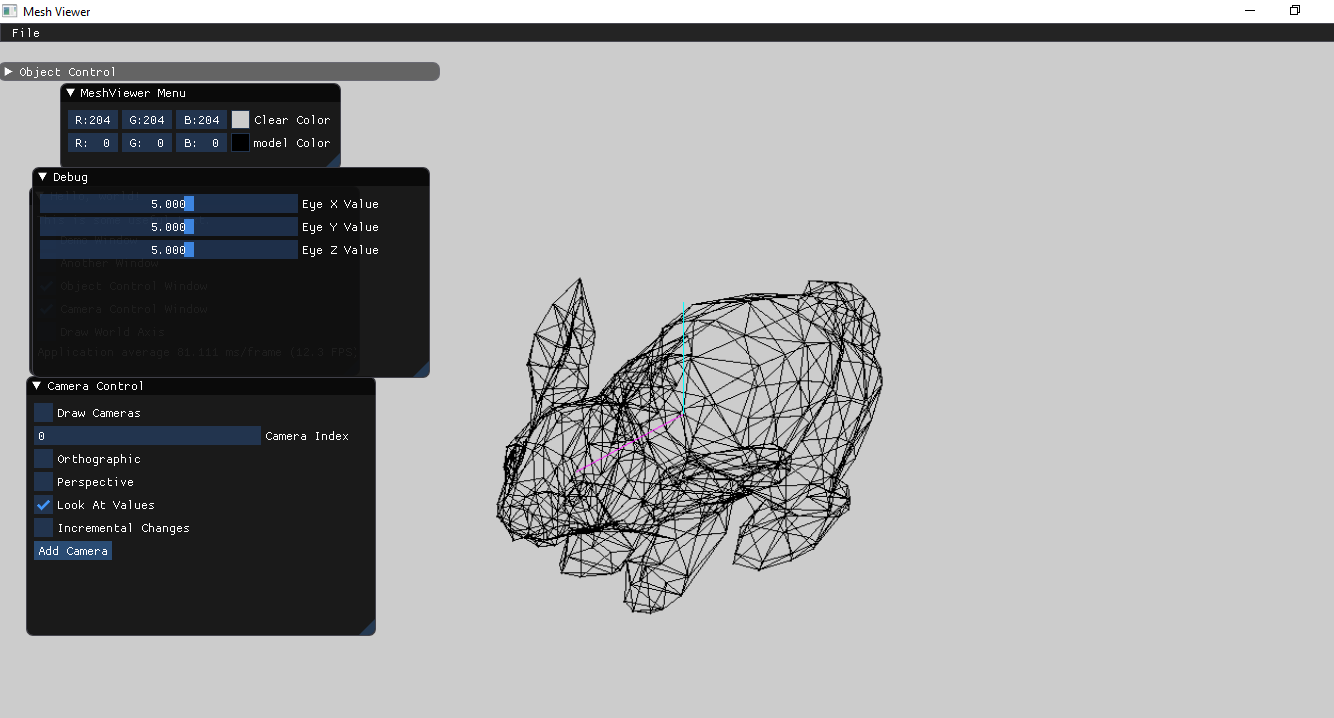 Mesh Viewer
File
Object Control
MeshViewer Menu
R:204 G:204 B:204 Clear Color
R: 0 G: 0 B: 0 model Color
Debug
5.000 Eye X Value
5.000 Eye Y Value
5.000 Eye Z Value
Another Window
Object Control Window
Camera Control Window
Draw World Axis
Application average 81.111 ms/frame (12.3 FPS)
Camera Control
Draw Cameras
0 Camera Index
Orthographic
Perspective
Look At Values
Incremental Changes
Add Camera